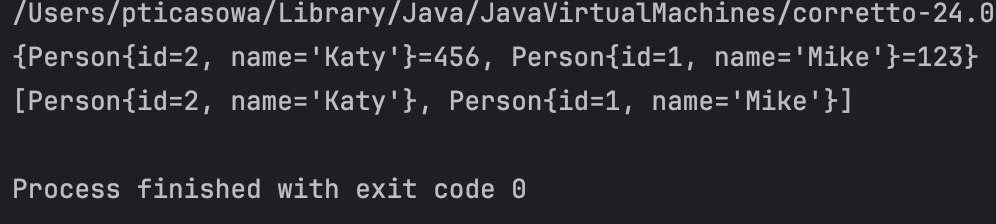 /Users/pticasowa/Library/Java/JavaVirtualMachines/corretto-24.0
{Person{id=2, name='Katy'}=456, Person{id=1, name='Mike'}=123}
[Person{id=2, name='Katy'}, Person{id=1, name='Mike'}]
Process finished with exit code 0